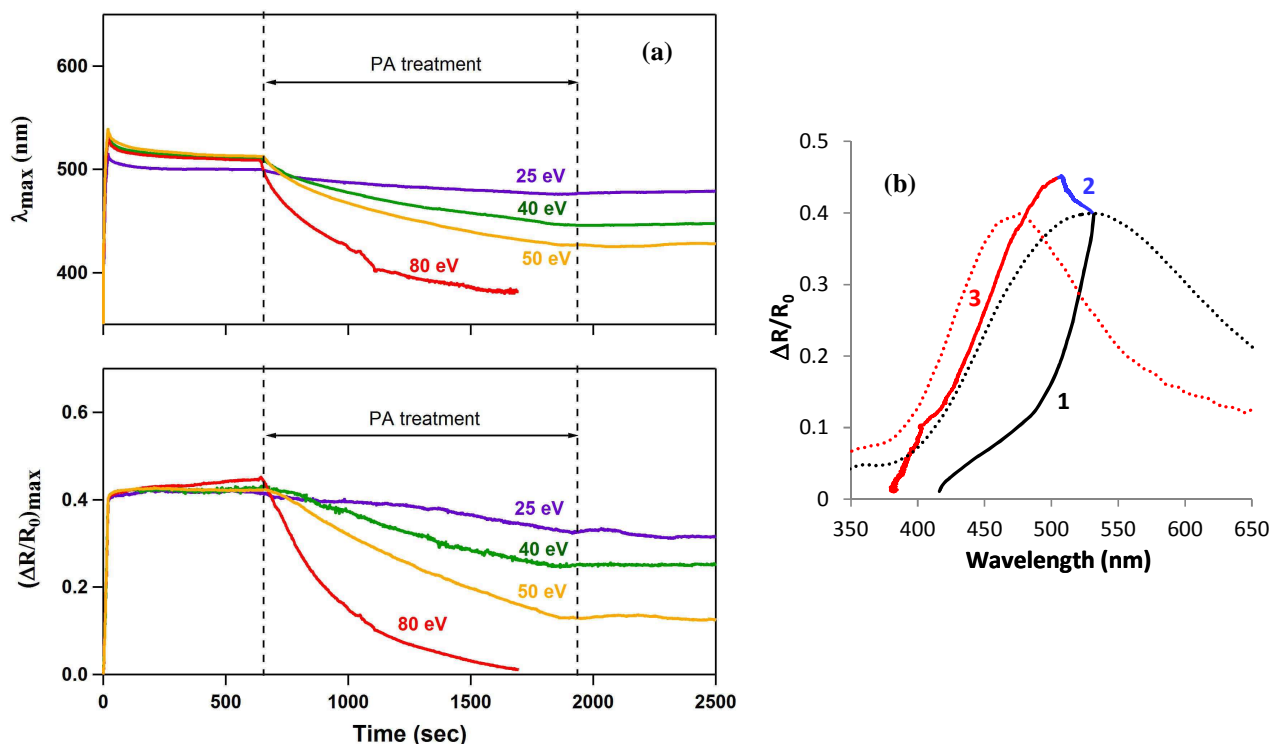 (a)
λmax (nm)
600
500
400
PA treatment
25 eV
40 eV
50 eV
80 eV
(ΔR/R0)max
0.6
0.4
0.2
0.0
PA treatment
25 eV
40 eV
50 eV
80 eV
0 500 1000 1500 2000 2500
Time (sec)
(b)
ΔR/R0
0.5
0.4
0.3
0.2
0.1
0
2
3
1
350 400 450 500 550 600 650
Wavelength (nm)